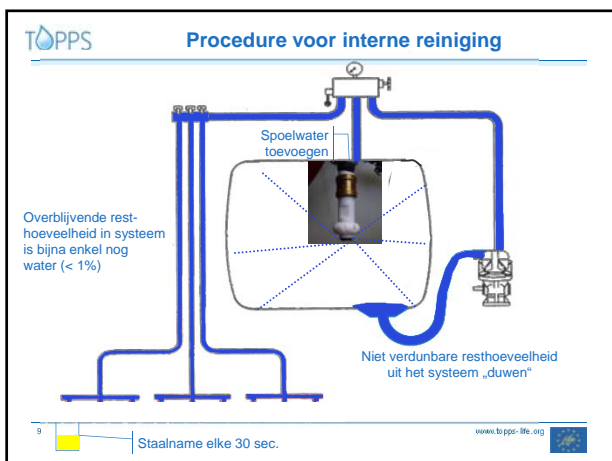 TOPPS
Procedure voor interne reiniging
Spoelwater
toevoegen
Overblijvende rest-
hoeveelheid in systeem
is bijna enkel nog
water (< 1%)
Niet verdunbare resthoeveelheid
uit het systeem „duwen“
9
Staalname elke 30 sec.
www.topps-life.org